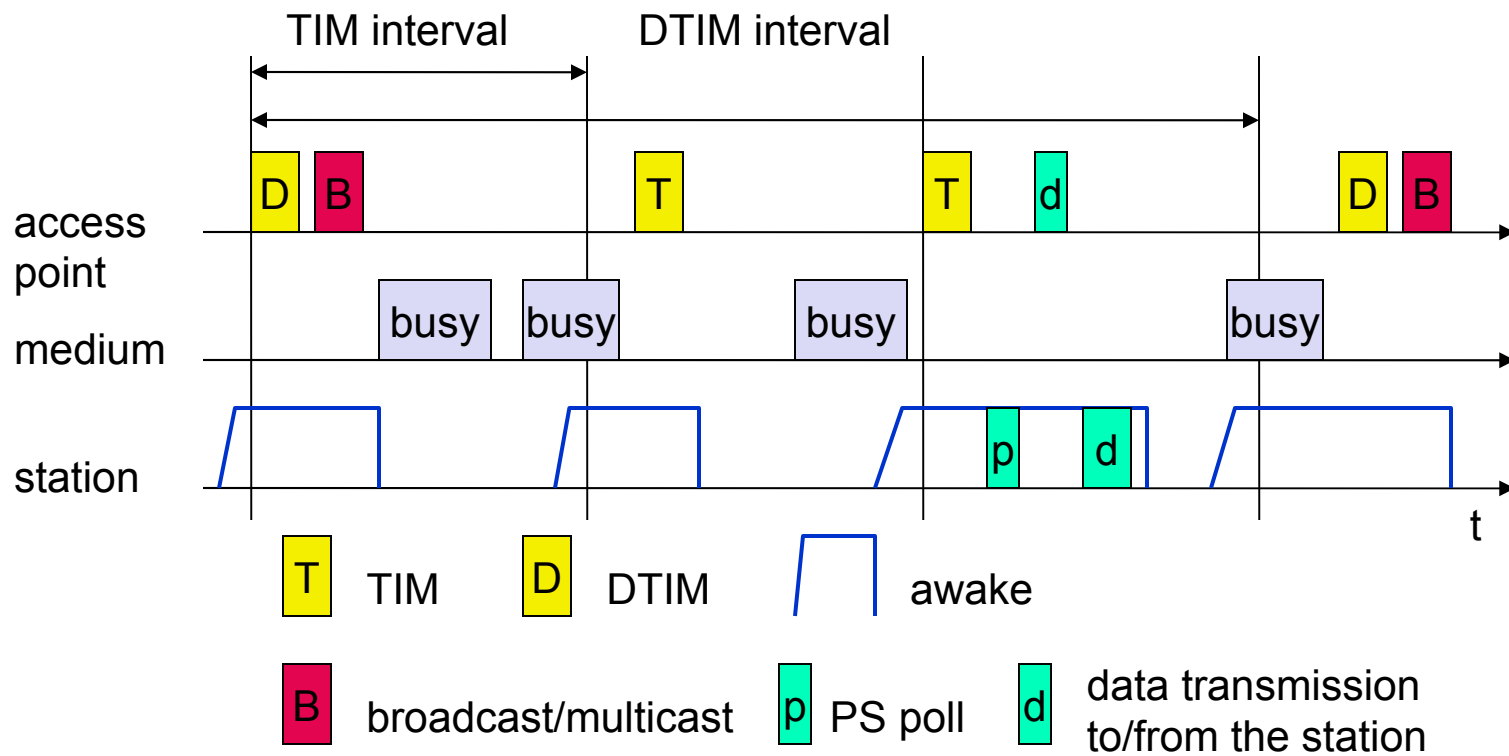 TIM interval DTIM interval
D B T T d D B
access
point
busy busy busy busy
medium
p d
station
t
T TIM D DTIM awake
B broadcast/multicast p PS poll d data transmission
to/from the station